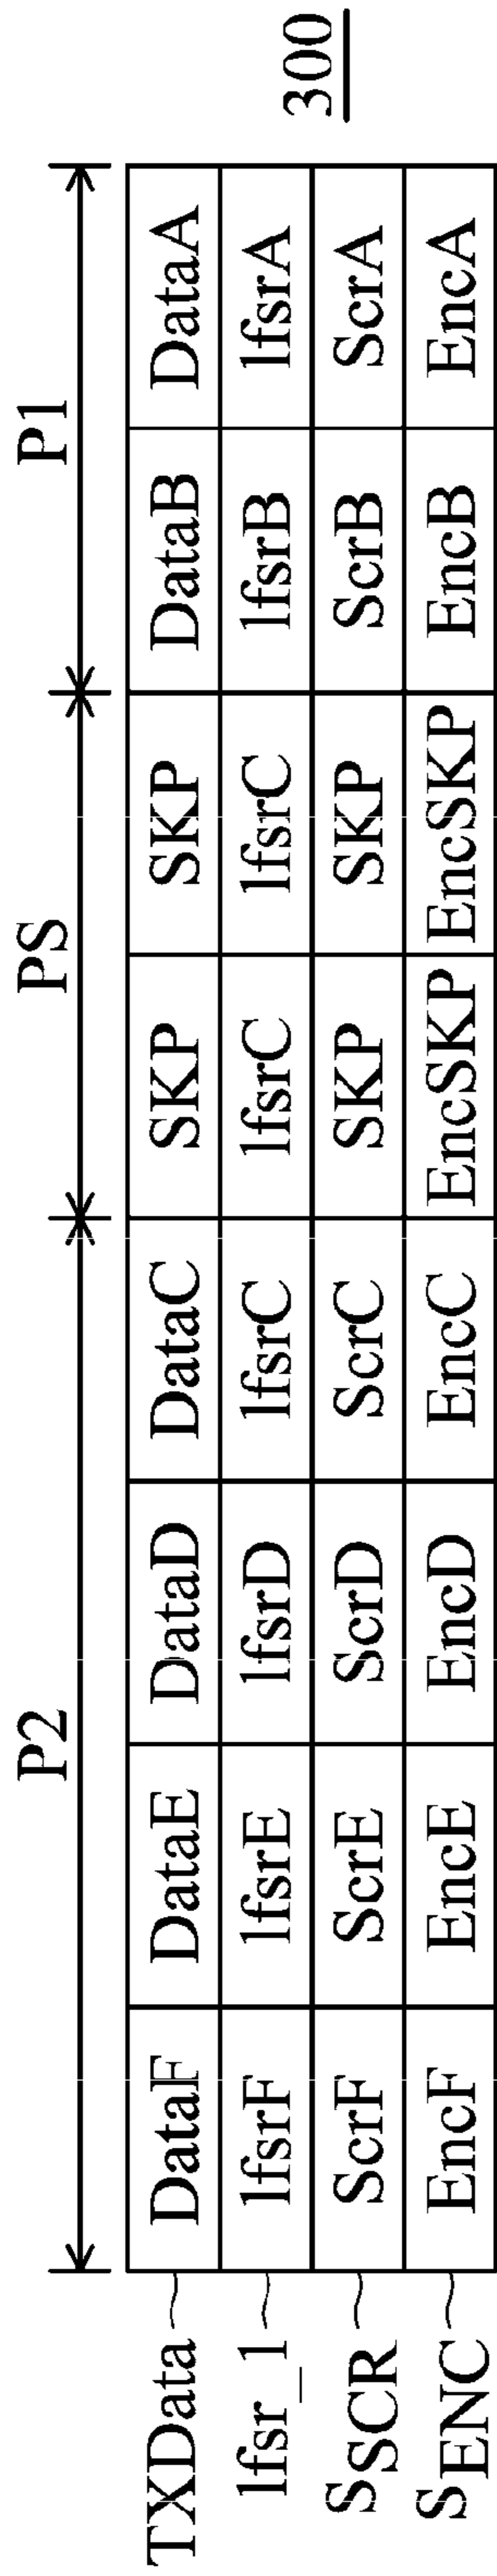 300
P2 PS P1
TXData DataF DataE DataD DataC SKP SKP DataB DataA
lfsr_1 lfsrF lfsrE lfsrD lfsrC lfsrC lfsrC lfsrB lfsrA
SSCR ScrF ScrE ScrD ScrC SKP SKP ScrB ScrA
SENC EncF EncE EncD EncC EncSKP EncSKP EncB EncA